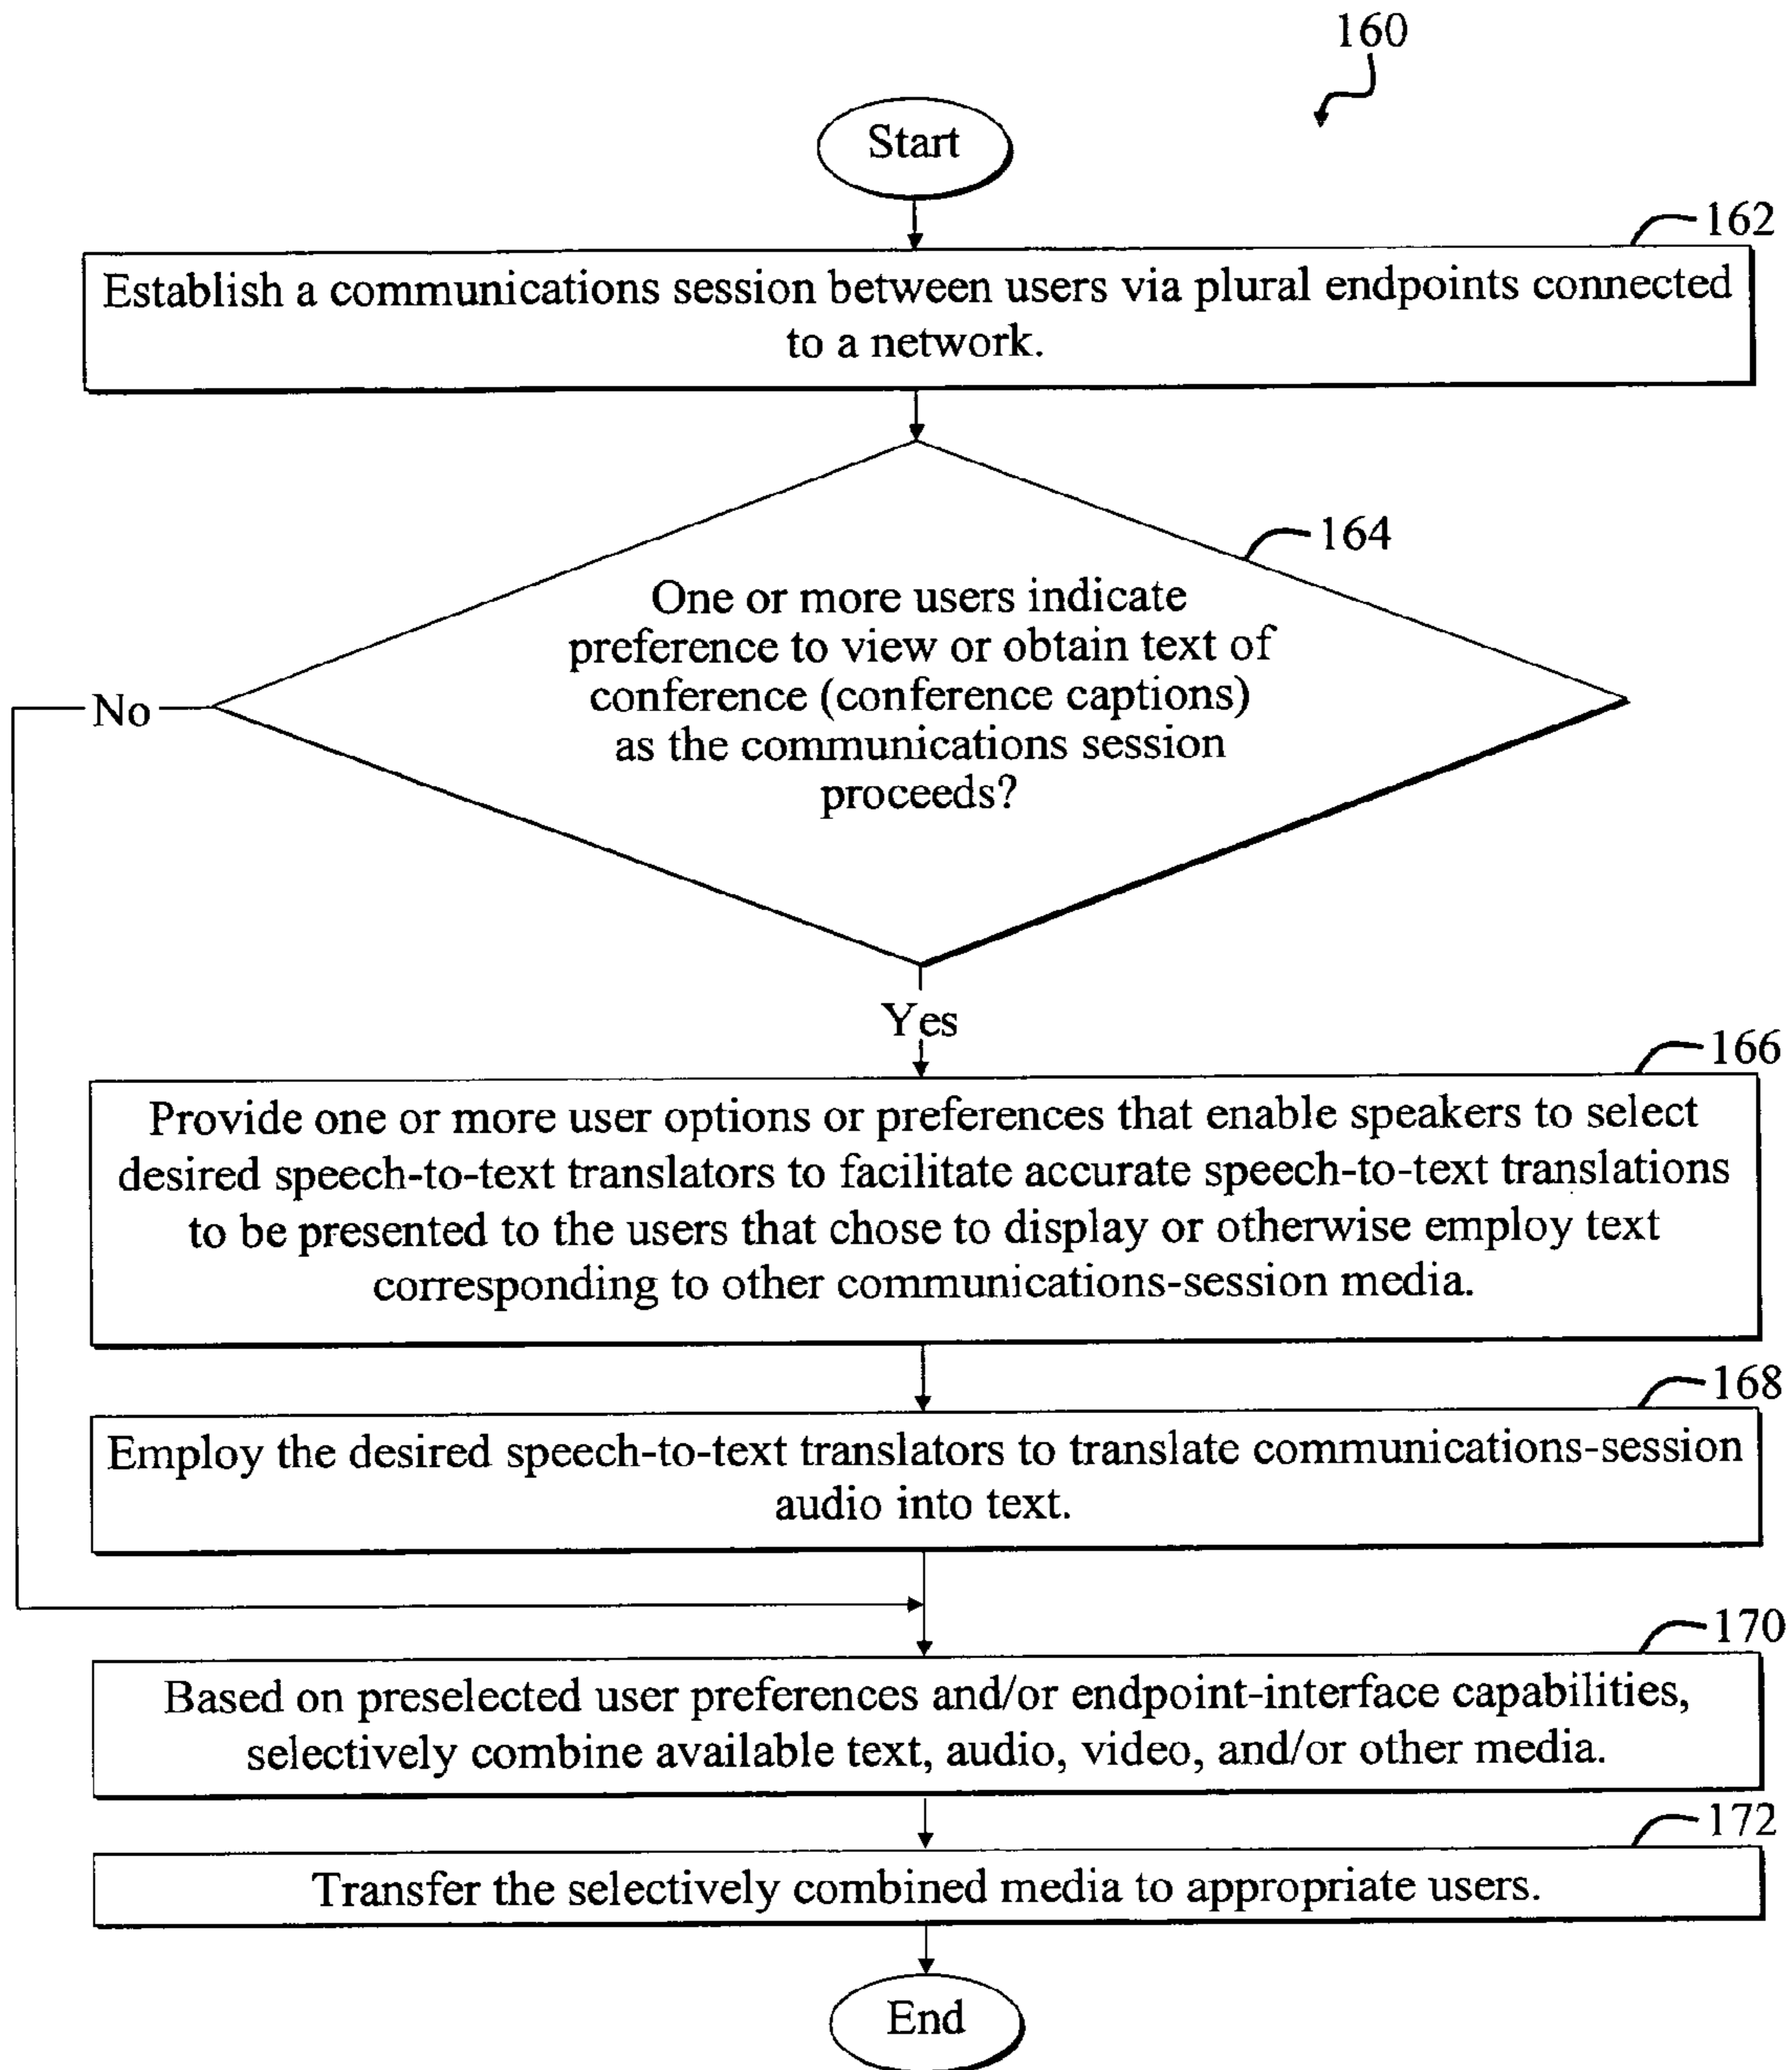 160
Start
162
Establish a communications session between users via plural endpoints connected
to a network.
164
One or more users indicate
preference to view or obtain text of
conference (conference captions)
as the communications session
proceeds?
No
Yes
166
Provide one or more user options or preferences that enable speakers to select
desired speech-to-text translators to facilitate accurate speech-to-text translations
to be presented to the users that chose to display or otherwise employ text
corresponding to other communications-session media.
168
Employ the desired speech-to-text translators to translate communications-session
audio into text.
170
Based on preselected user preferences and/or endpoint-interface capabilities,
selectively combine available text, audio, video, and/or other media.
172
Transfer the selectively combined media to appropriate users.
End